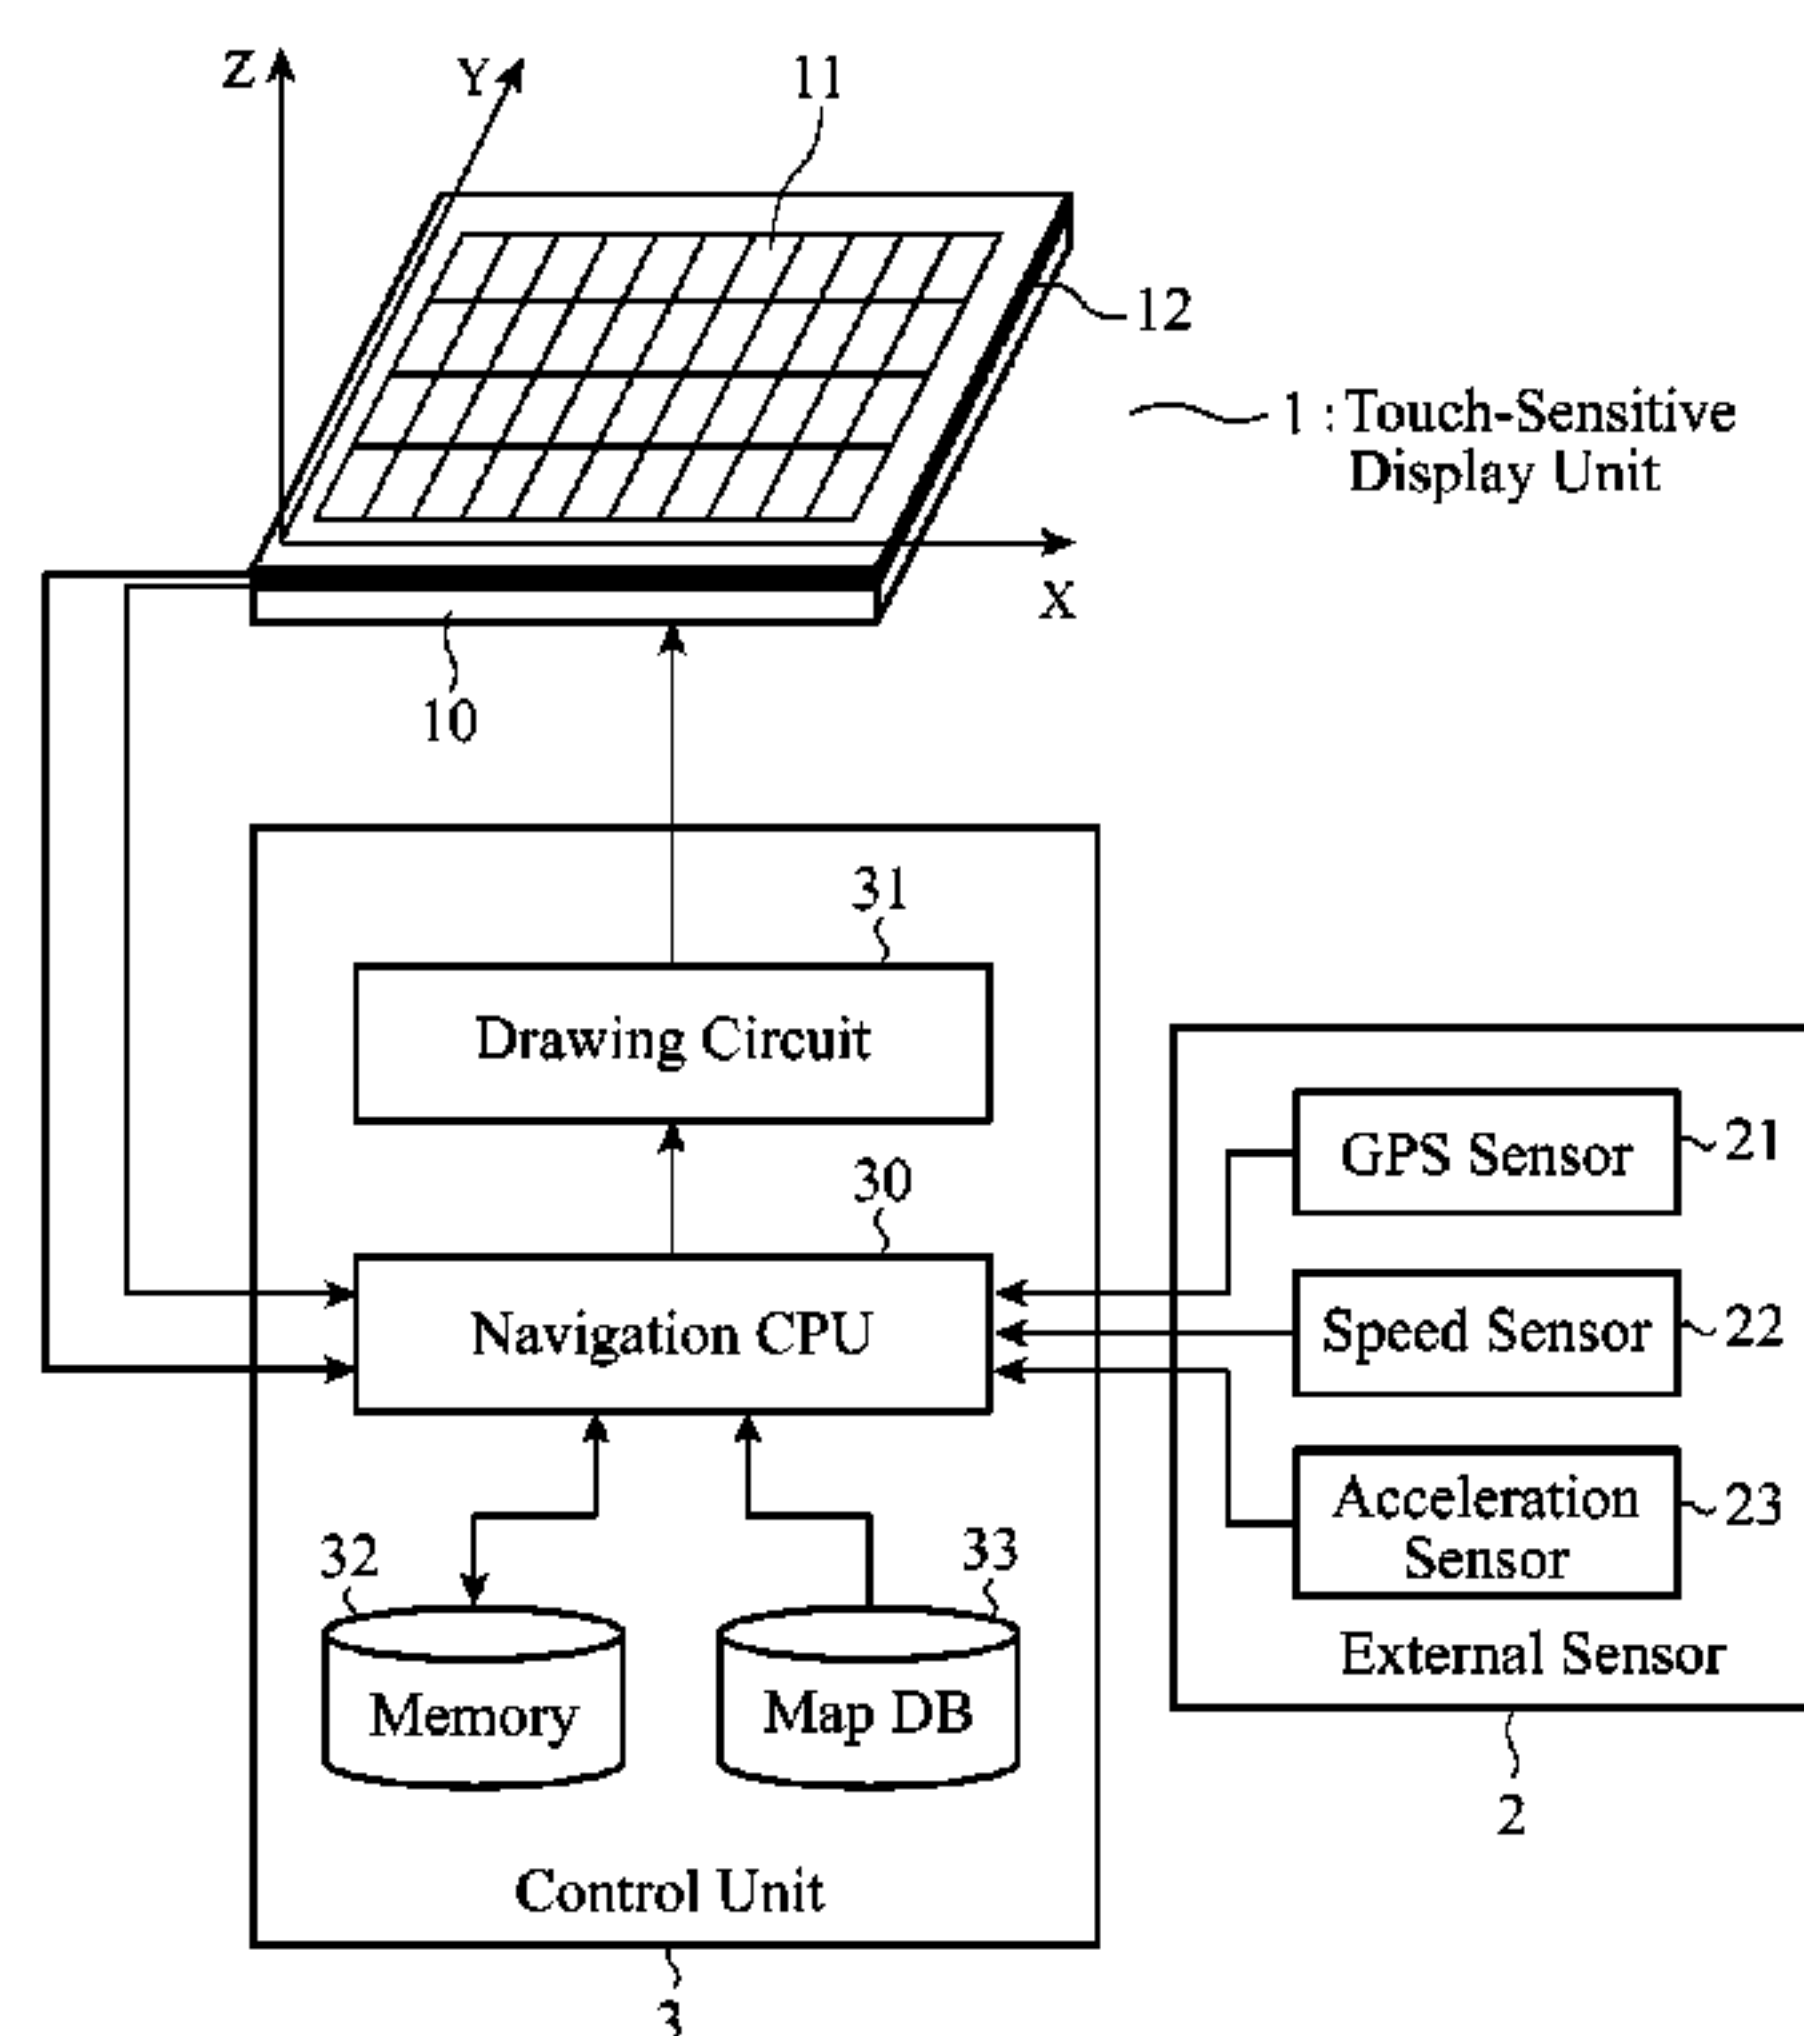 Z
Y
11
12
1 : Touch-Sensitive
Display Unit
X
10
31
Drawing Circuit
30
Navigation CPU
GPS Sensor
21
Speed Sensor
22
Acceleration
Sensor
23
External Sensor
2
32
Memory
33
Map DB
Control Unit
3